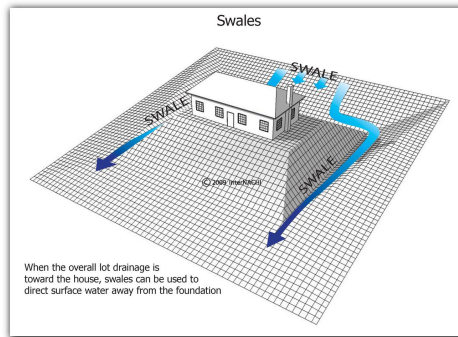 Swales
SWALE
SWALE
SWALE
© 2009 InterNACHI
When the overall lot drainage is
toward the house, swales can be used to
direct surface water away from the foundation